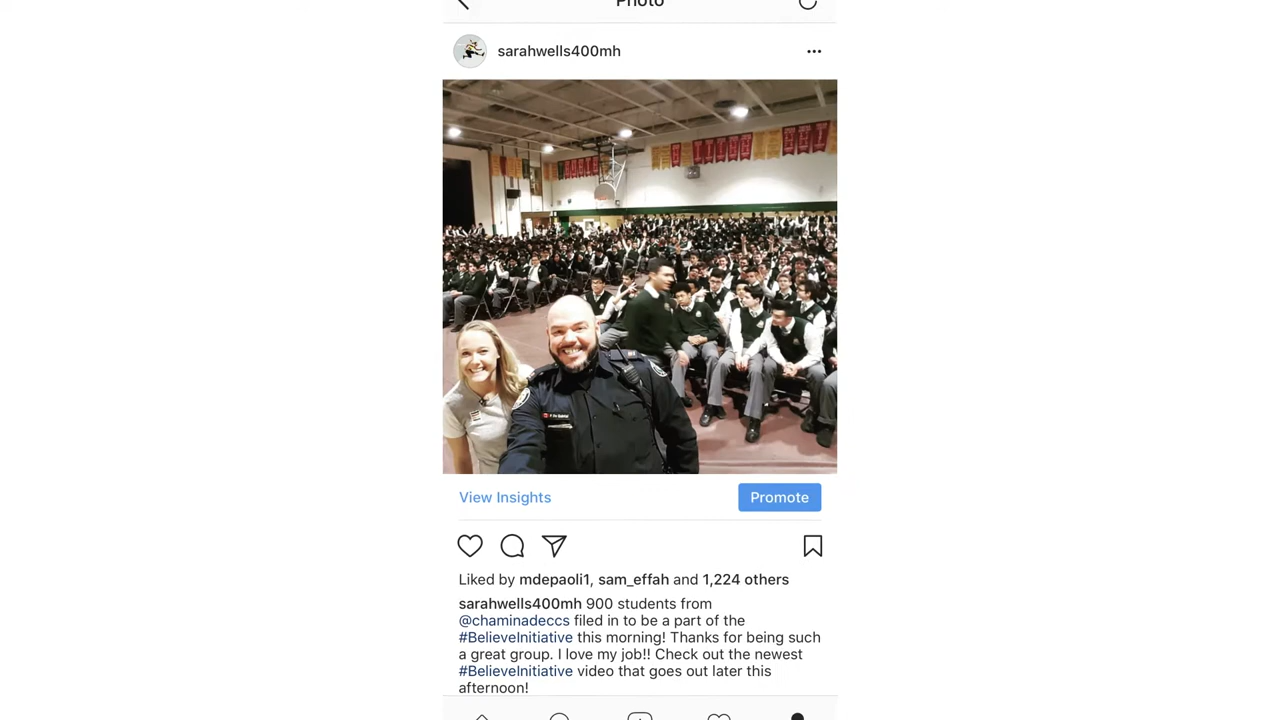 Photo
sarahwells400mh
View Insights
Promote
Liked by mdepaoli1, sam_effah and 1,224 others
sarahwells400mh 900 students from
@chaminadeccs filed in to be a part of the
#BelieveInitiative this morning! Thanks for being such
a great group. I love my job!! Check out the newest
#BelieveInitiative video that goes out later this
afternoon!